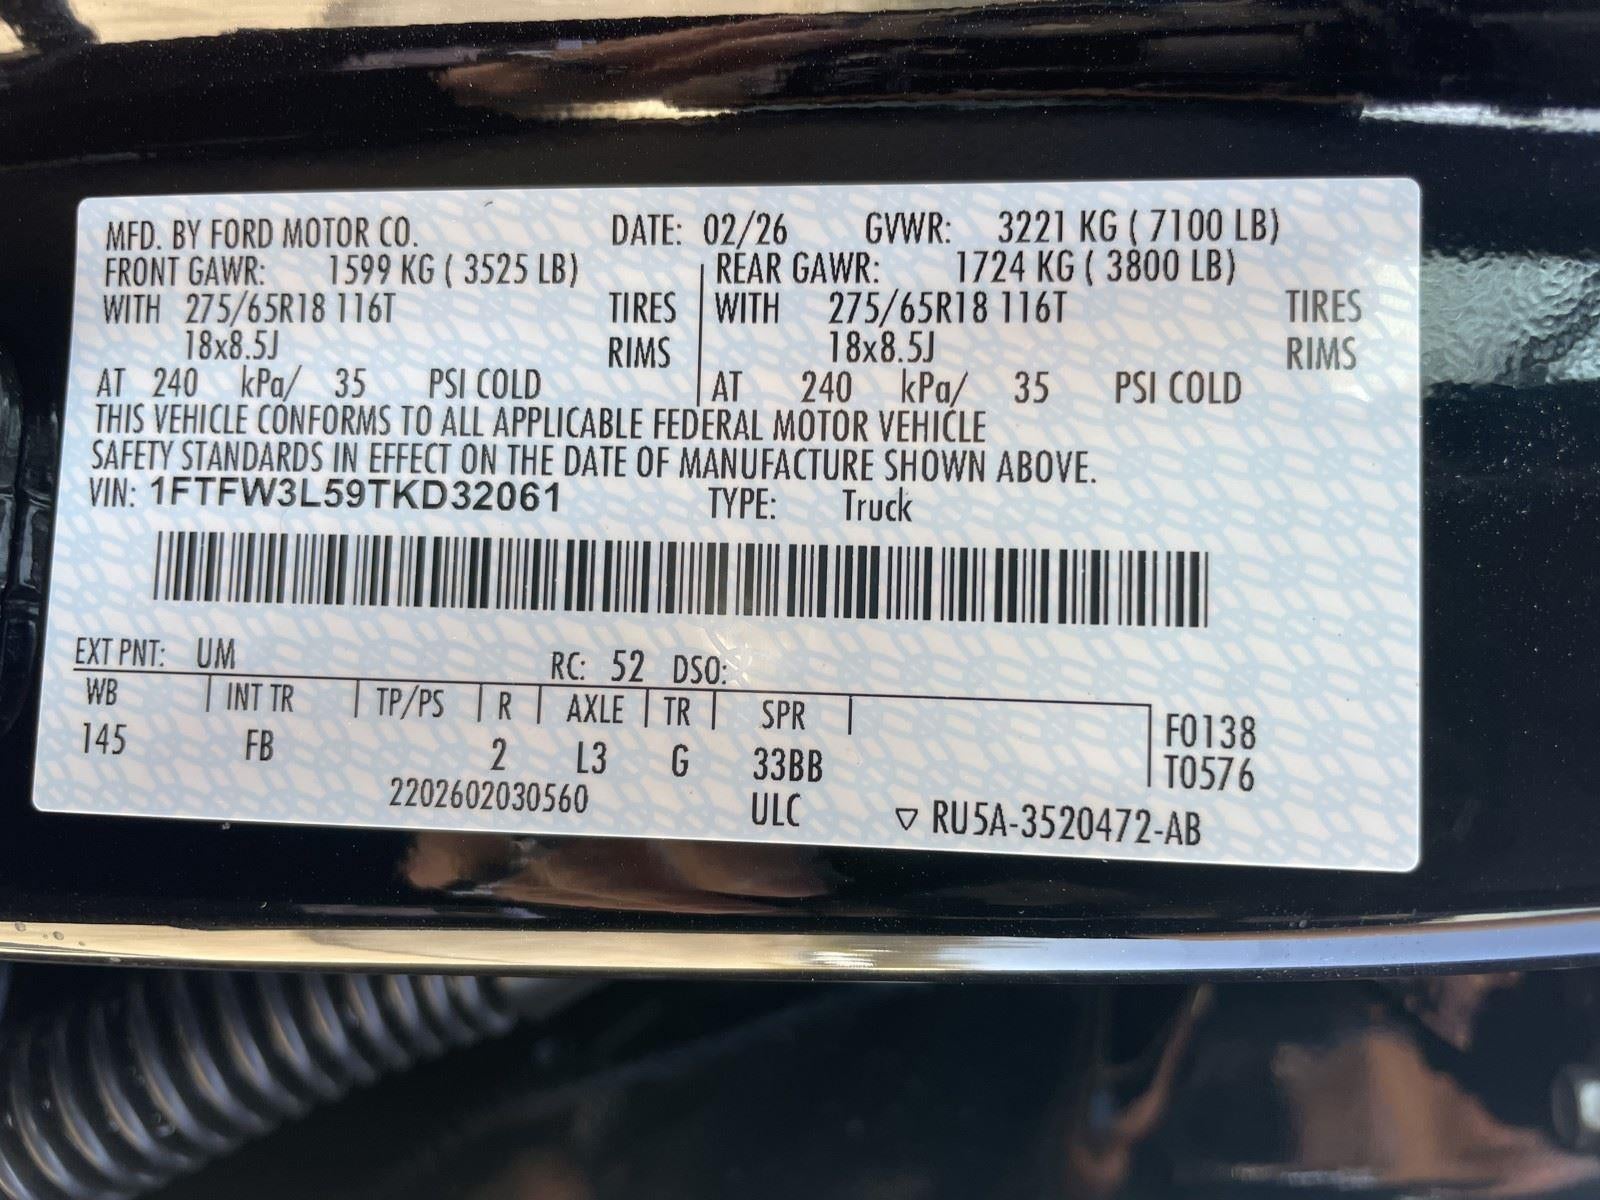 MFD. BY FORD MOTOR CO. DATE: 02/26 GVWR: 3221 KG ( 7100 LB)
FRONT GAWR: 1599 KG ( 3525 LB) REAR GAWR: 1724 KG ( 3800 LB)
WITH 275/65R18 116T TIRES WITH 275/65R18 116T TIRES
18x8.5J RIMS 18x8.5J RIMS
AT 240 kPa/ 35 PSI COLD AT 240 kPa/ 35 PSI COLD
THIS VEHICLE CONFORMS TO ALL APPLICABLE FEDERAL MOTOR VEHICLE
SAFETY STANDARDS IN EFFECT ON THE DATE OF MANUFACTURE SHOWN ABOVE.
VIN: 1FTFW3L59TKD32061 TYPE: Truck
EXT PNT: UM RC: 52 DSO:
WB INT TR TP/PS R AXLE TR SPR F0138
145 FB 2 L3 G 33BB T0576
2202602030560 ULC ▽ RU5A-3520472-AB